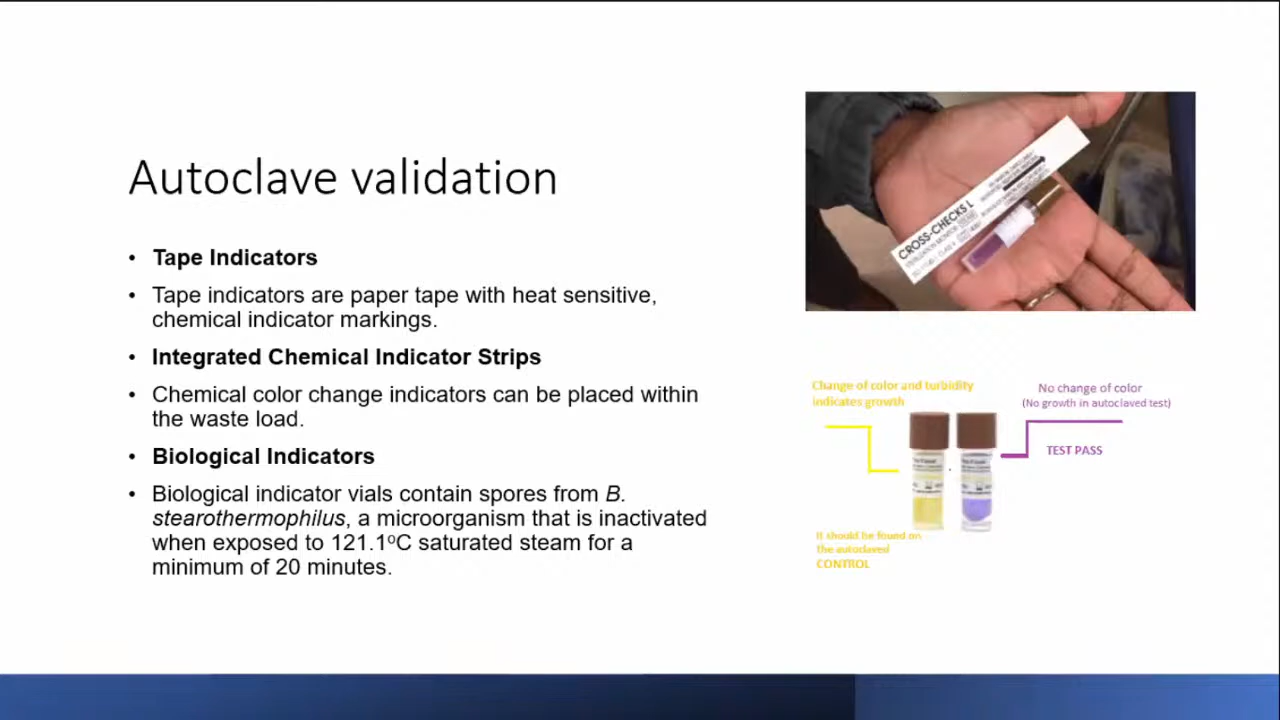 Autoclave validation
• Tape Indicators
• Tape indicators are paper tape with heat sensitive,
chemical indicator markings.
• Integrated Chemical Indicator Strips
• Chemical color change indicators can be placed within
the waste load.
• Biological Indicators
• Biological indicator vials contain spores from B.
stearothermophilus, a microorganism that is inactivated
when exposed to 121.1ºC saturated steam for a
minimum of 20 minutes.
CROSS-CHECKS L
STERILIZATION MONITOR
Change of color and turbidity
indicates growth
No change of color
(No growth in autoclaved test)
TEST PASS
It should be found on
the autoclaved
CONTROL